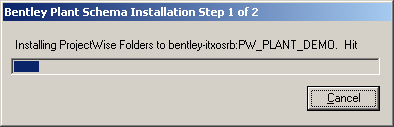 Bentley Plant Schema Installation Step 1 of 2
Installing ProjectWise Folders to bentley-itxosrb:PW_PLANT_DEMO. Hit
Cancel